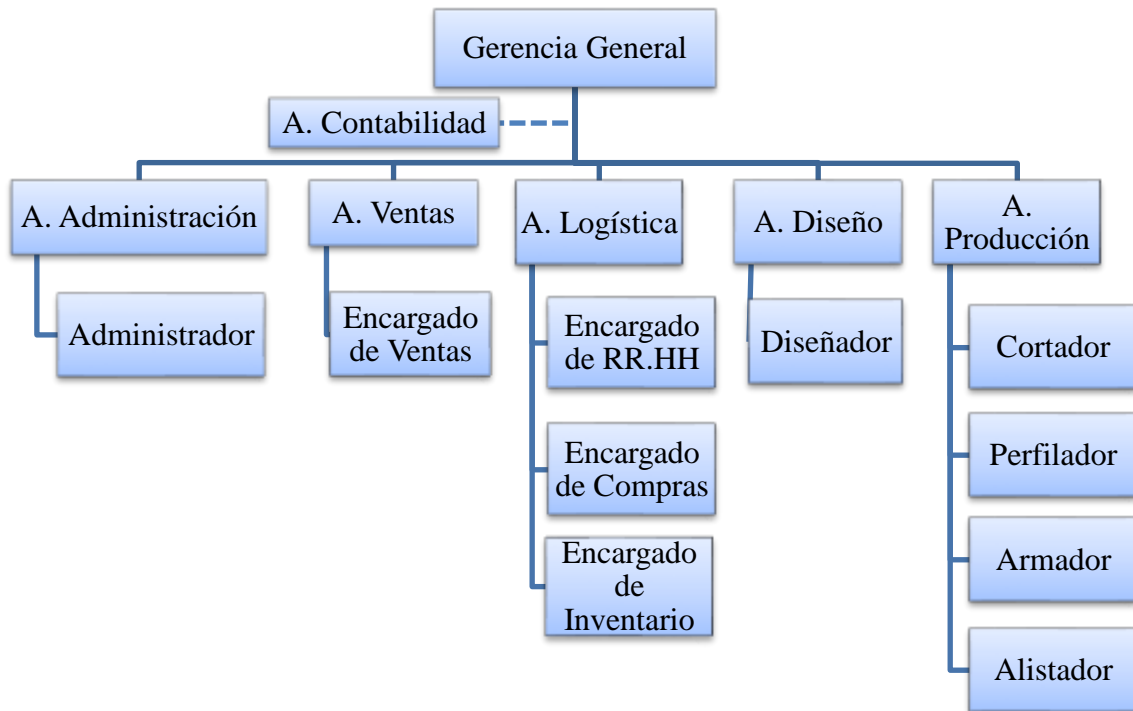 Gerencia General
A. Contabilidad
A. Administración
Administrador
A. Ventas
Encargado
de Ventas
A. Logística
Encargado
de RR.HH
Encargado
de Compras
Encargado
de
Inventario
A. Diseño
Diseñador
A.
Producción
Cortador
Perfilador
Armador
Alistador